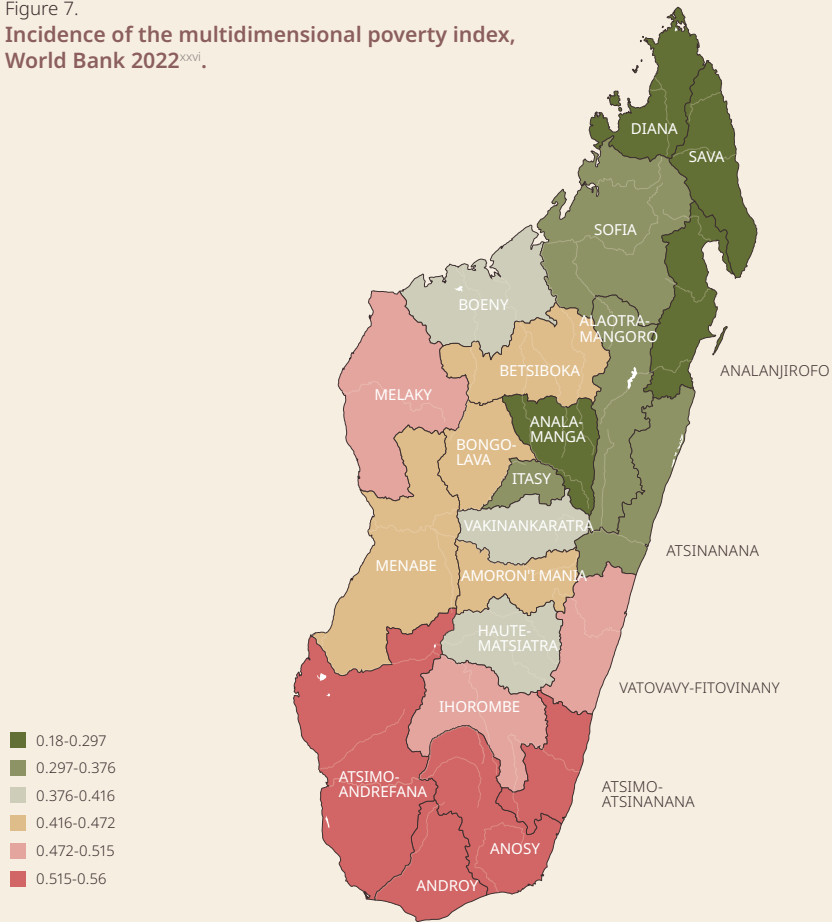 Figure 7.
Incidence of the multidimensional poverty index,
World Bank 2022xxvi.
DIANA
SAVA
SOFIA
BOENY
ALAOTRA-
MANGORO
BETSIBOKA
ANALANJIROFO
MELAKY
ANALA-
MANGA
BONGO-
LAVA
ITASY
VAKINANKARATRA
ATSINANANA
MENABE
AMORON'I MANIA
HAUTE-
MATSIATRA
VATOVAVY-FITOVINANY
IHOROMBE
ATSIMO-
ANDREFANA
ATSIMO-
ATSINANANA
ANOSY
ANDROY
0.18-0.297
0.297-0.376
0.376-0.416
0.416-0.472
0.472-0.515
0.515-0.56